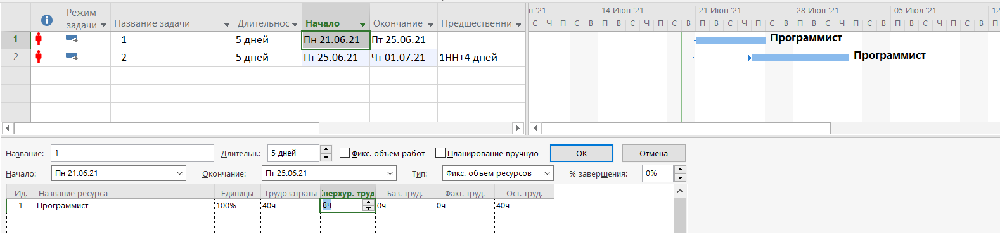 Режим задачи Название задачи Длительнос Начало Окончание Предшественни
1 1 5 дней Пн 21.06.21 Пт 25.06.21
2 2 5 дней Пт 25.06.21 Чт 01.07.21 1НН+4 дней
н '21 14 Июн '21 21 Июн '21 28 Июн '21 05 Июл '21 12
С Ч П С В П В С Ч П С В П В С Ч П С В П В С Ч П С В П
Программист
Программист
Название: 1 Длительн.: 5 дней Фикс. объем работ Планирование вручную ОК Отмена
Начало: Пн 21.06.21 Окончание: Пт 25.06.21 Тип: Фикс. объем ресурсов % завершения: 0%
Ид. Название ресурса Единицы Трудозатраты верхур. труд Баз. труд. Факт. труд. Ост. труд.
1 Программист 100% 40ч 8ч 0ч 0ч 40ч